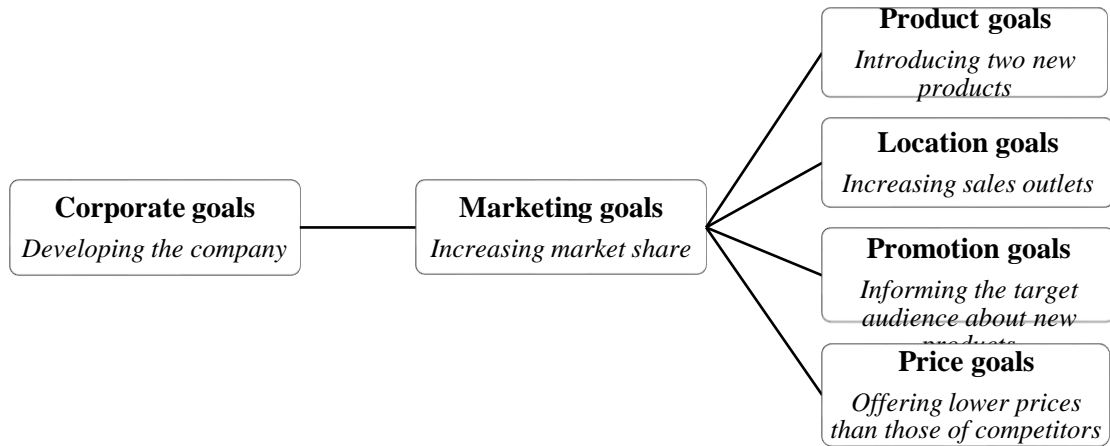 Corporate goals
Developing the company
Marketing goals
Increasing market share
Product goals
Introducing two new
products
Location goals
Increasing sales outlets
Promotion goals
Informing the target
audience about new
products
Price goals
Offering lower prices
than those of competitors